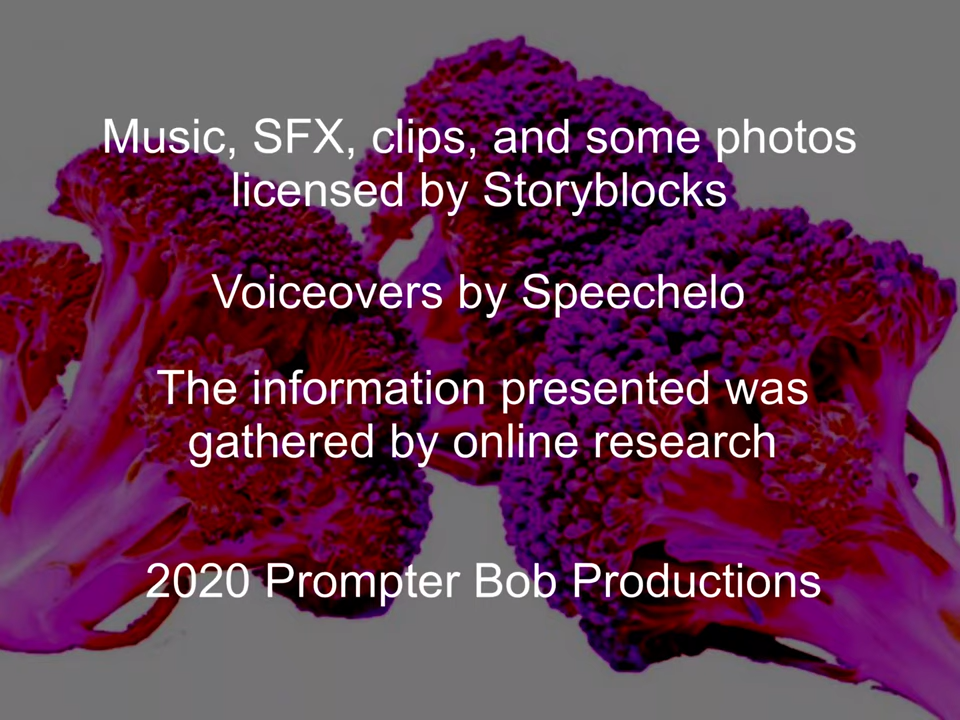 Music, SFX, clips, and some photos
licensed by Storyblocks
Voiceovers by Speechelo
The information presented was
gathered by online research
2020 Prompter Bob Productions